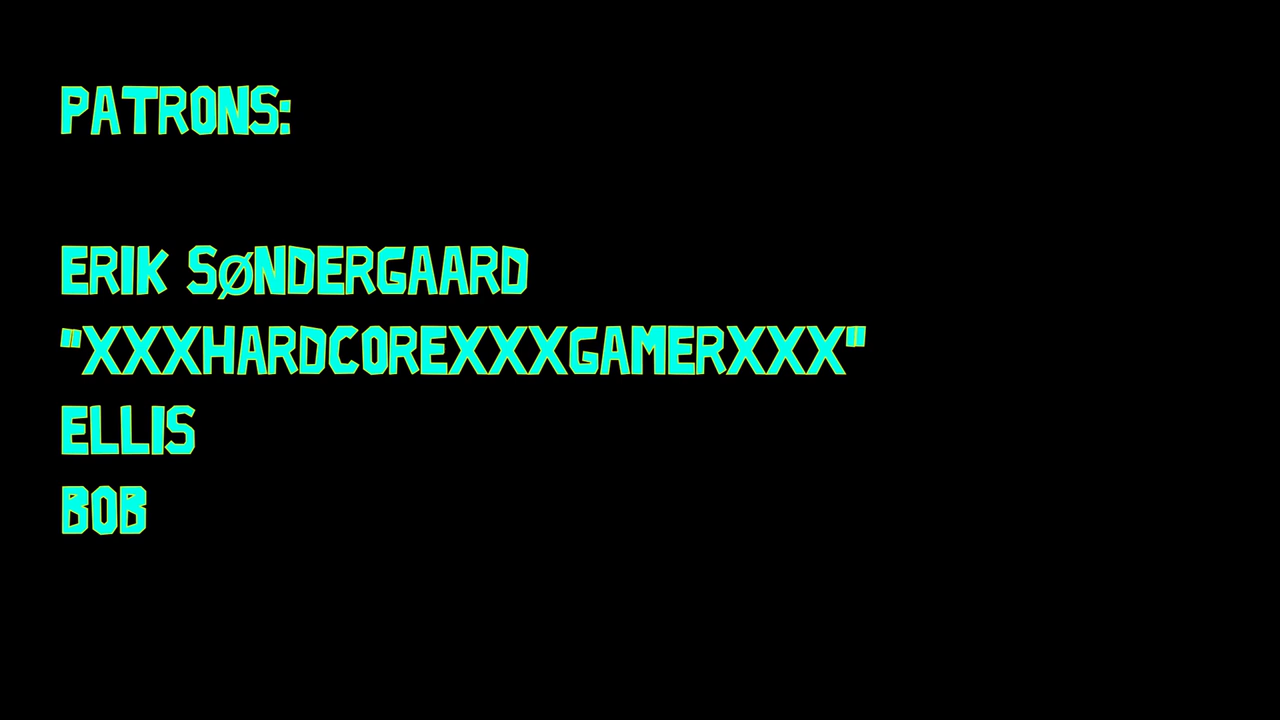 PATRONS:
ERIK SØNDERGAARD
"XXXHARDCOREXXXGAMERXXX"
ELLIS
BOB